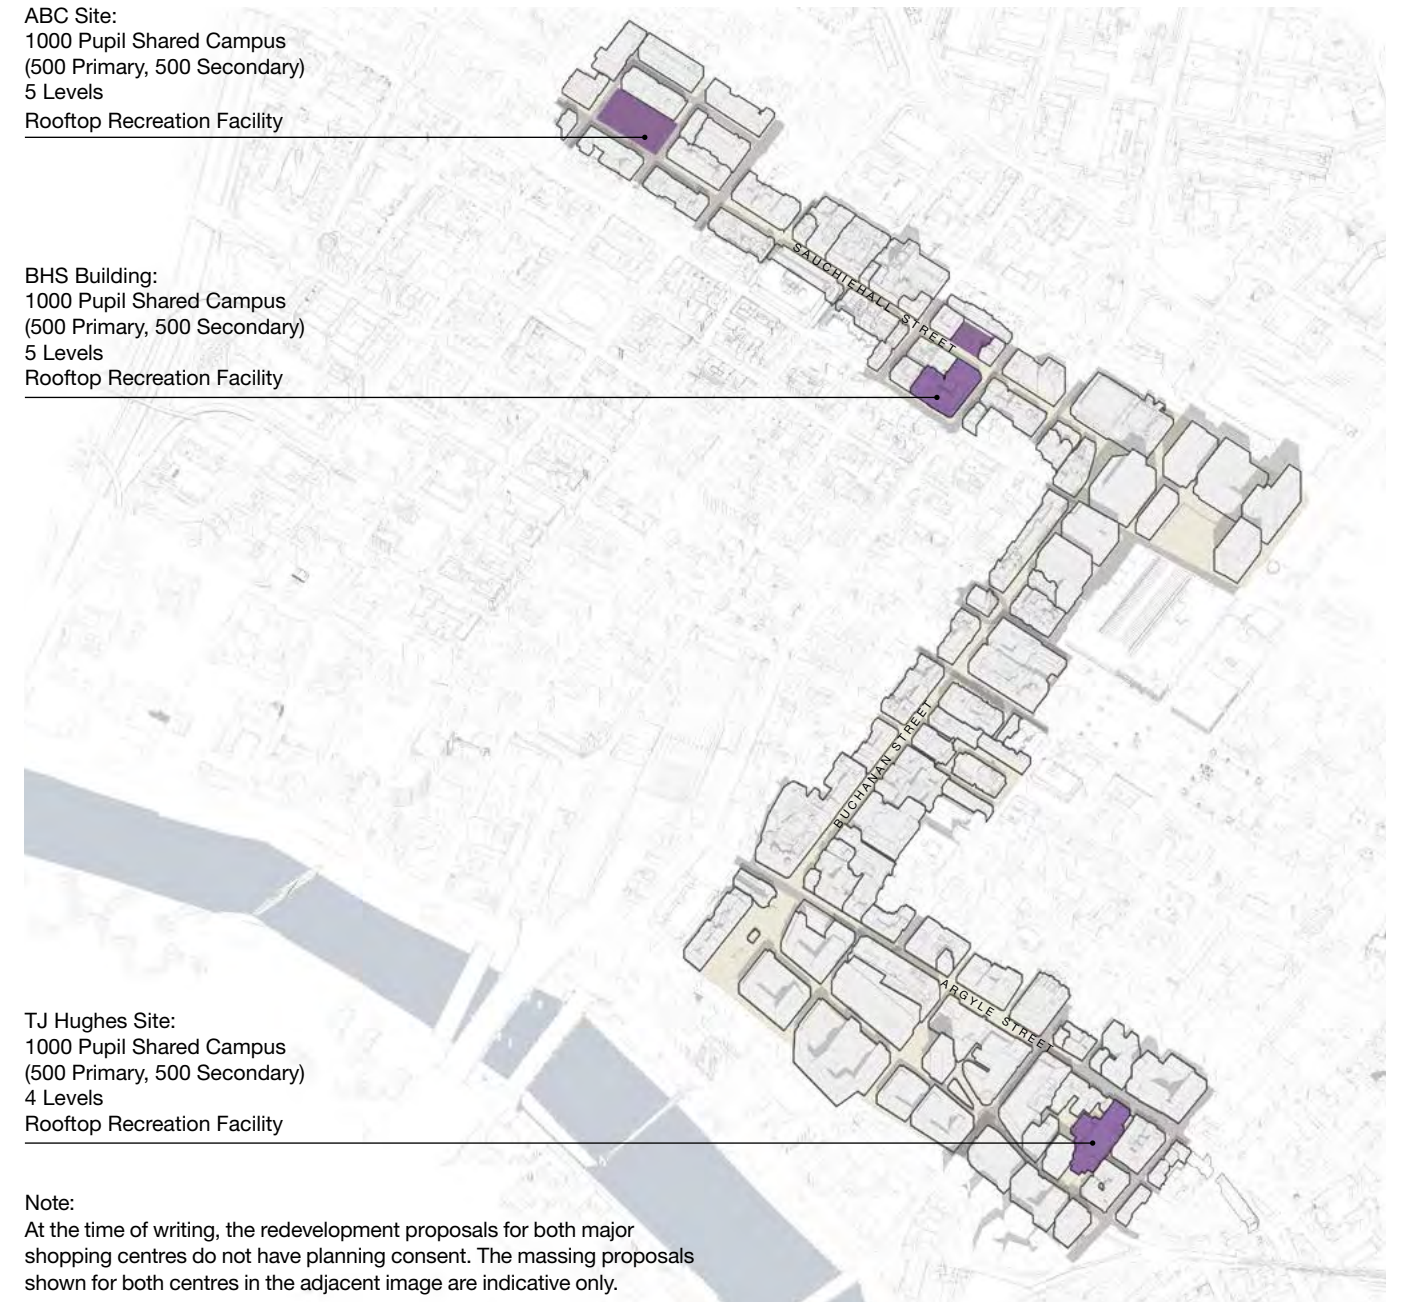 ABC Site:
1000 Pupil Shared Campus
(500 Primary, 500 Secondary)
5 Levels
Rooftop Recreation Facility
SAUCHIEHALL STREET
BHS Building:
1000 Pupil Shared Campus
(500 Primary, 500 Secondary)
5 Levels
Rooftop Recreation Facility
BUCHANAN STREET
ARGYLE STREET
TJ Hughes Site:
1000 Pupil Shared Campus
(500 Primary, 500 Secondary)
4 Levels
Rooftop Recreation Facility
Note:
At the time of writing, the redevelopment proposals for both major
shopping centres do not have planning consent. The massing proposals
shown for both centres in the adjacent image are indicative only.